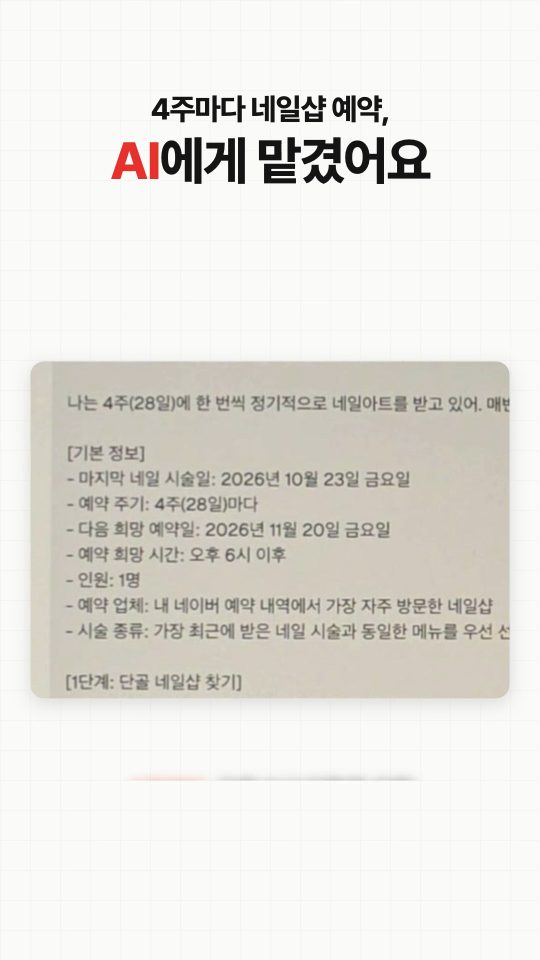 4주마다 네일샵 예약,
AI에게 맡겼어요
나는 4주(28일)에 한 번씩 정기적으로 네일아트를 받고 있어.
[기본 정보]
- 마지막 네일 시술일: 2026년 10월 23일 금요일
- 예약 주기: 4주(28일)마다
- 다음 희망 예약일: 2026년 11월 20일 금요일
- 예약 희망 시간: 오후 6시 이후
- 인원: 1명
- 예약 업체: 내 네이버 예약 내역에서 가장 자주 방문한 네일샵
- 시술 종류: 가장 최근에 받은 네일 시술과 동일한 메뉴를 우선
[1단계: 단골 네일샵 찾기]